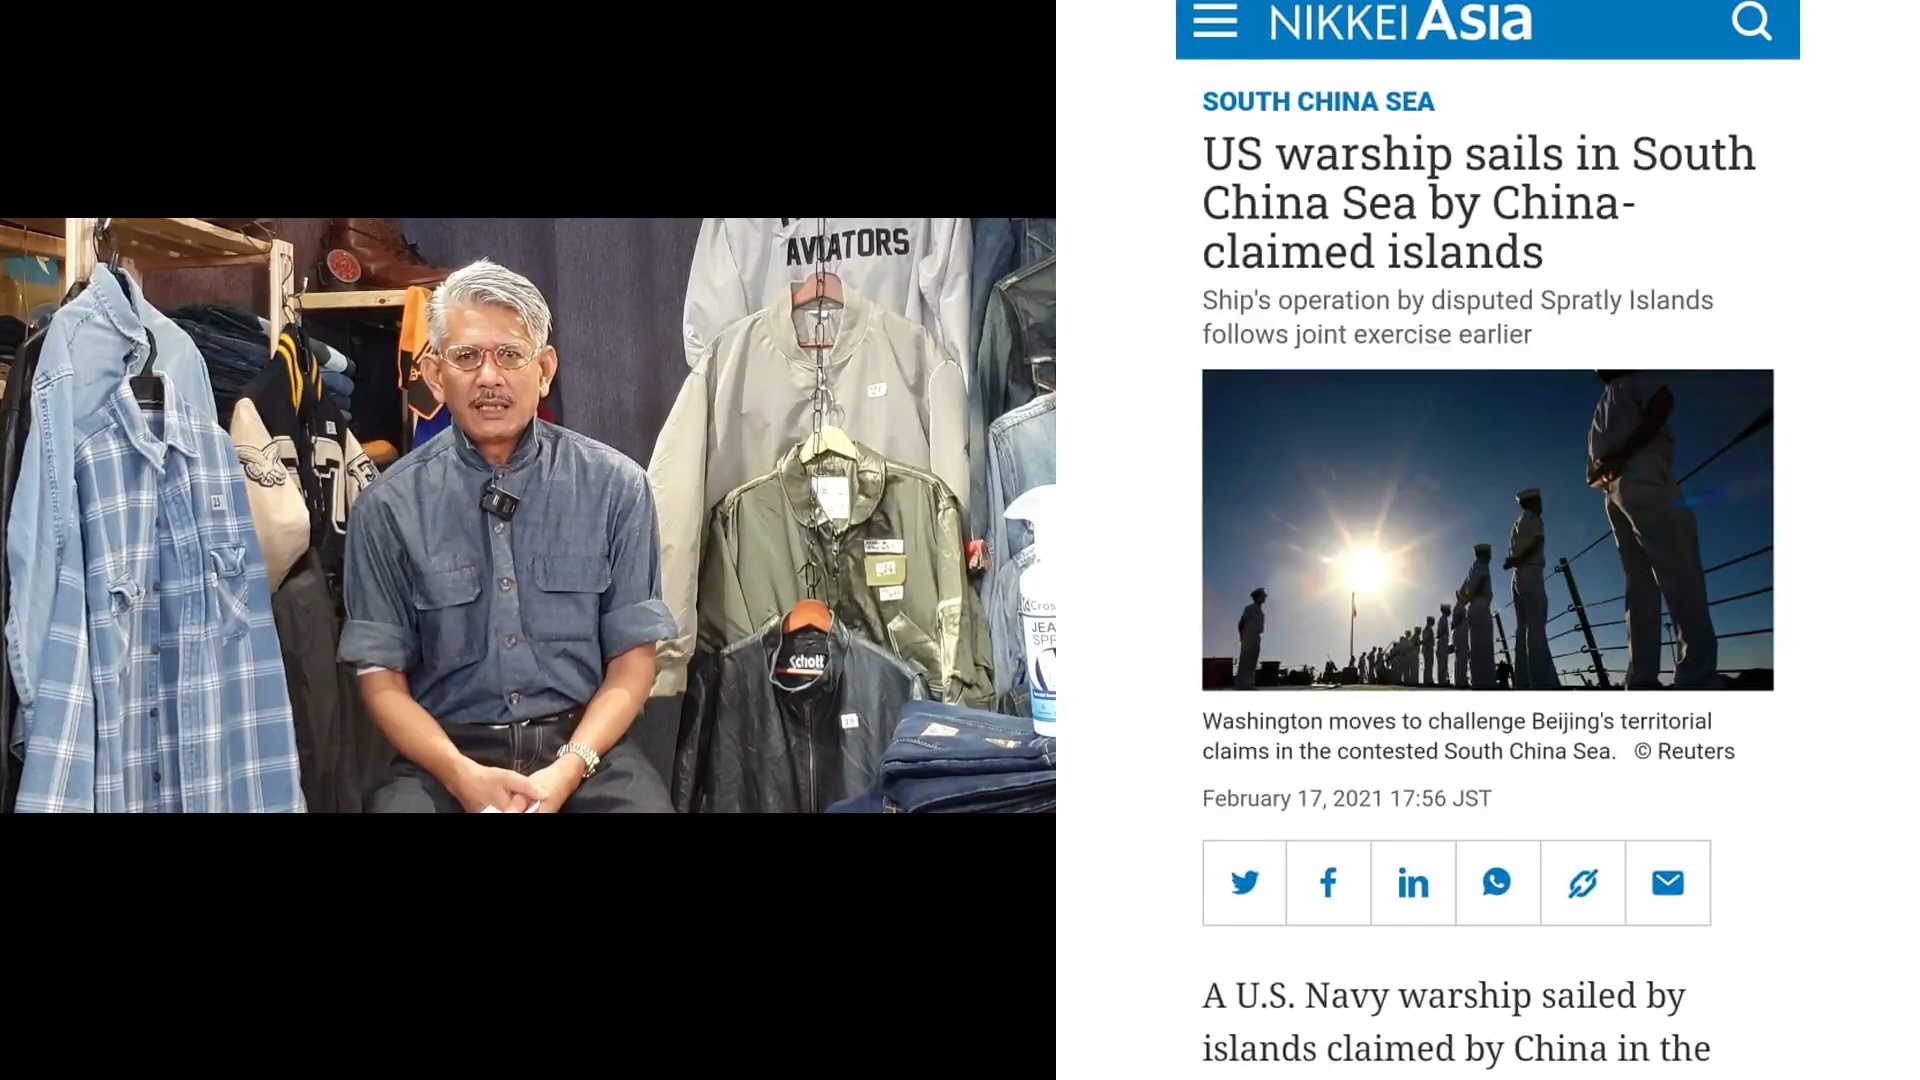 AVIATORS
Schott
Cros
JEA
SPR
NIKKEI Asia
SOUTH CHINA SEA
US warship sails in South
China Sea by China-
claimed islands
Ship's operation by disputed Spratly Islands
follows joint exercise earlier
Washington moves to challenge Beijing's territorial
claims in the contested South China Sea. © Reuters
February 17, 2021 17:56 JST
A U.S. Navy warship sailed by
islands claimed by China in the